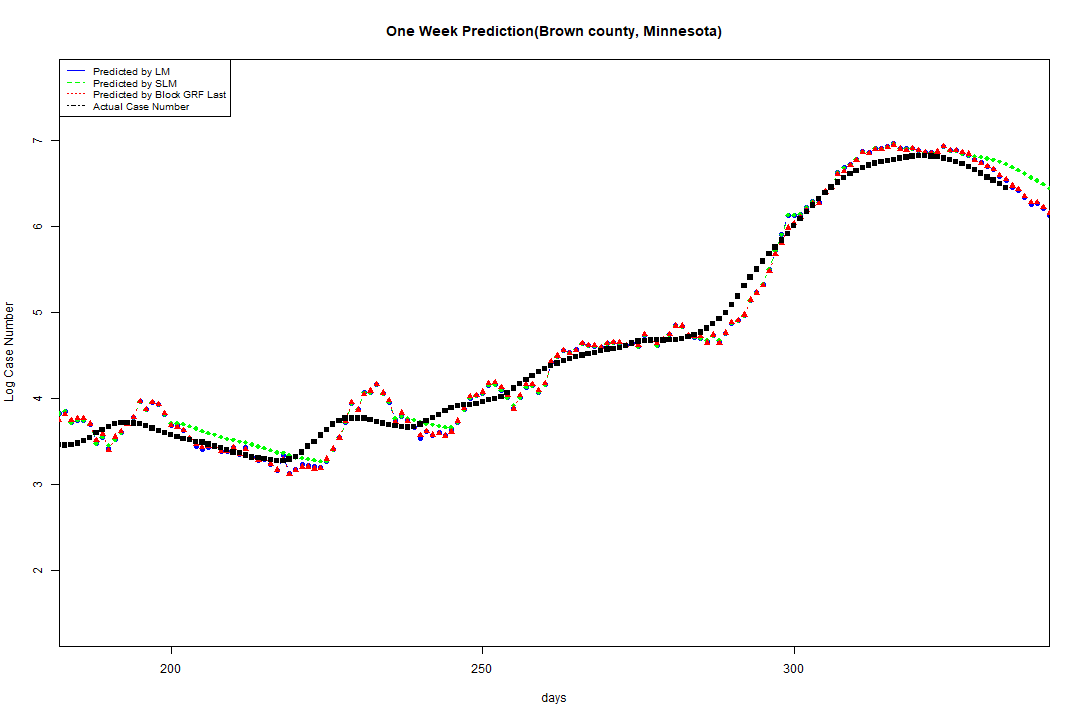 One Week Prediction(Brown county, Minnesota)
Predicted by LM
Predicted by SLM
Predicted by Block GRF Last
Actual Case Number
Log Case Number
7
6
5
4
3
2
200
250
300
days